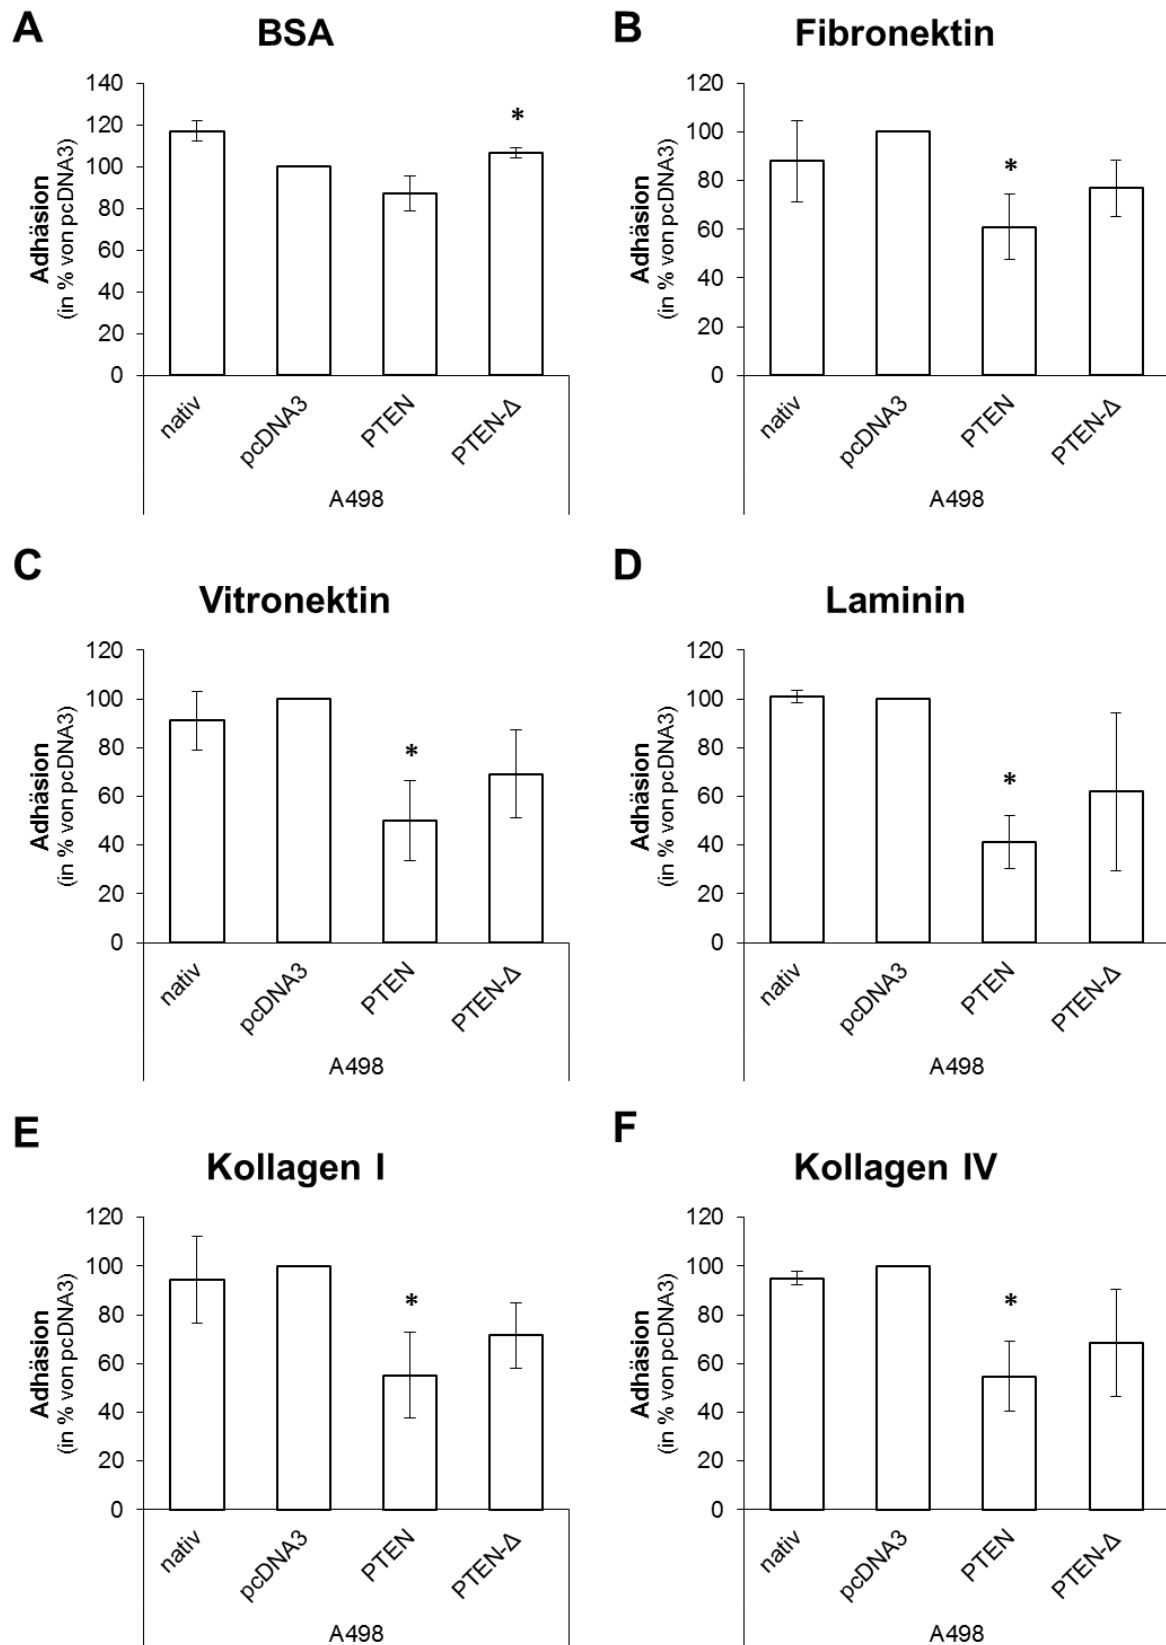 A
BSA
Adhäsion
(in % von pcDNA3)
140
120
100
80
60
40
20
0
*
nativ
pcDNA3
PTEN
PTEN-Δ
A498
B
Fibronektin
Adhäsion
(in % von pcDNA3)
120
100
80
60
40
20
0
*
nativ
pcDNA3
PTEN
PTEN-Δ
A498
C
Vitronektin
Adhäsion
(in % von pcDNA3)
120
100
80
60
40
20
0
*
nativ
pcDNA3
PTEN
PTEN-Δ
A498
D
Laminin
Adhäsion
(in % von pcDNA3)
120
100
80
60
40
20
0
*
nativ
pcDNA3
PTEN
PTEN-Δ
A498
E
Kollagen I
Adhäsion
(in % von pcDNA3)
120
100
80
60
40
20
0
*
nativ
pcDNA3
PTEN
PTEN-Δ
A498
F
Kollagen IV
Adhäsion
(in % von pcDNA3)
120
100
80
60
40
20
0
*
nativ
pcDNA3
PTEN
PTEN-Δ
A498